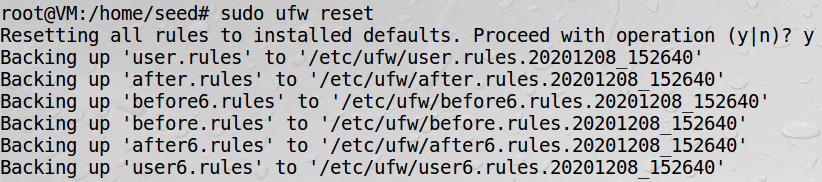 root@VM:/home/seed# sudo ufw reset
Resetting all rules to installed defaults. Proceed with operation (y|n)? y
Backing up 'user.rules' to '/etc/ufw/user.rules.20201208_152640'
Backing up 'after.rules' to '/etc/ufw/after.rules.20201208_152640'
Backing up 'before6.rules' to '/etc/ufw/before6.rules.20201208_152640'
Backing up 'before.rules' to '/etc/ufw/before.rules.20201208_152640'
Backing up 'after6.rules' to '/etc/ufw/after6.rules.20201208_152640'
Backing up 'user6.rules' to '/etc/ufw/user6.rules.20201208_152640'